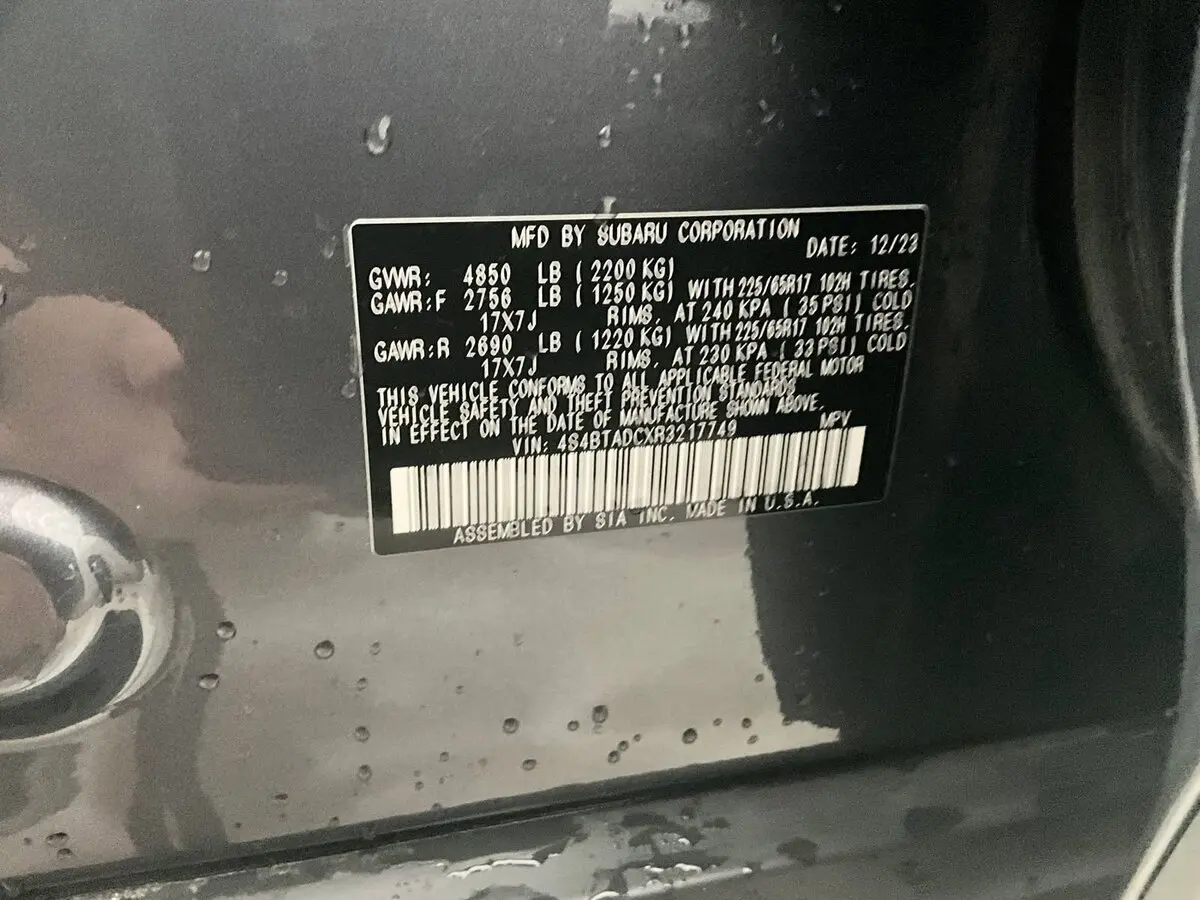 MFD BY SUBARU CORPORATION
DATE: 12/23
GVWR: 4850 LB ( 2200 KG)
GAWR:F 2756 LB ( 1250 KG) WITH 225/65R17 102H TIRES,
17X7J RIMS, AT 240 KPA ( 35 PSI) COLD
GAWR:R 2690 LB ( 1220 KG) WITH 225/65R17 102H TIRES,
17X7J RIMS, AT 230 KPA ( 33 PSI) COLD
THIS VEHICLE CONFORMS TO ALL APPLICABLE FEDERAL MOTOR
VEHICLE SAFETY AND THEFT PREVENTION STANDARDS
IN EFFECT ON THE DATE OF MANUFACTURE SHOWN ABOVE.
VIN: 4S4BTADCXR3217749 MPV
ASSEMBLED BY SIA INC. MADE IN U.S.A.